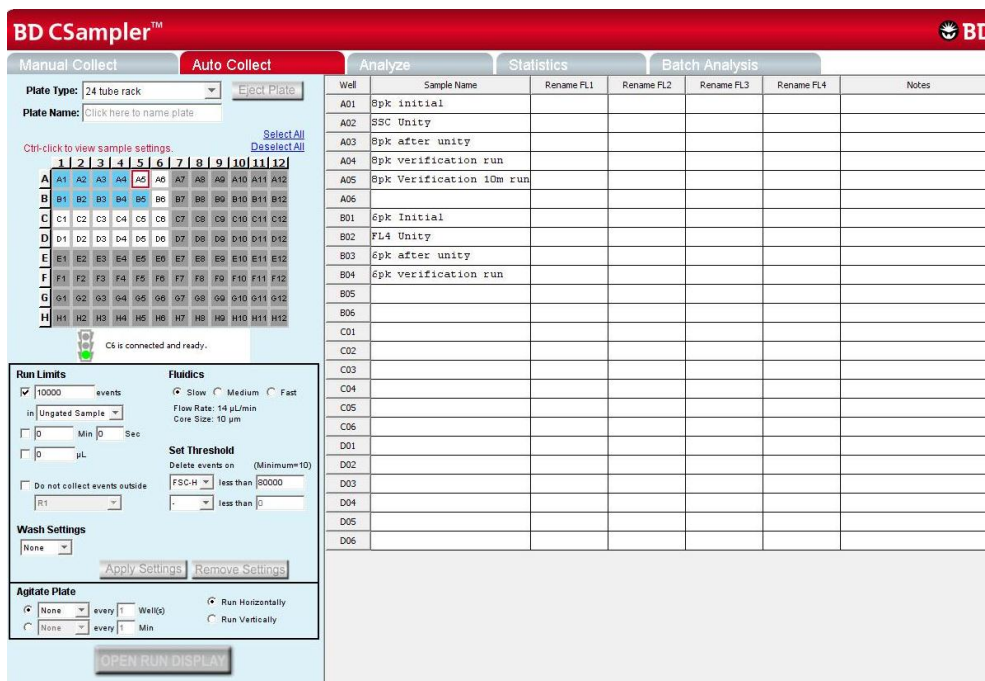 BD CSampler™
BD
Manual Collect Auto Collect Analyze Statistics Batch Analysis
Plate Type: 24 tube rack Eject Plate
Plate Name: Click here to name plate
Select All
Ctrl-click to view sample settings. Deselect All
1 2 3 4 5 6 7 8 9 10 11 12
A A1 A2 A3 A4 A5 A6 A7 A8 A9 A10 A11 A12
B B1 B2 B3 B4 B5 B6 B7 B8 B9 B10 B11 B12
C C1 C2 C3 C4 C5 C6 C7 C8 C9 C10 C11 C12
D D1 D2 D3 D4 D5 D6 D7 D8 D9 D10 D11 D12
E E1 E2 E3 E4 E5 E6 E7 E8 E9 E10 E11 E12
F F1 F2 F3 F4 F5 F6 F7 F8 F9 F10 F11 F12
G G1 G2 G3 G4 G5 G6 G7 G8 G9 G10 G11 G12
H H1 H2 H3 H4 H5 H6 H7 H8 H9 H10 H11 H12
C6 is connected and ready.
Run Limits
10000 events
in Ungated Sample
0 Min 0 Sec
0 µL
Do not collect events outside
R1
Fluidics
Slow Medium Fast
Flow Rate: 14 µL/min
Core Size: 10 µm
Set Threshold
Delete events on (Minimum=10)
FSC-H less than 80000
- less than 0
Wash Settings
None
Apply Settings Remove Settings
Agitate Plate
None every 1 Well(s)
None every 1 Min
Run Horizontally
Run Vertically
OPEN RUN DISPLAY
Well Sample Name Rename FL1 Rename FL2 Rename FL3 Rename FL4 Notes
A01 8pk initial
A02 SSC Unity
A03 8pk after unity
A04 8pk verification run
A05 8pk Verification 10m run
A06
B01 6pk Initial
B02 FL4 Unity
B03 6pk after unity
B04 6pk verification run
B05
B06
C01
C02
C03
C04
C05
C06
D01
D02
D03
D04
D05
D06